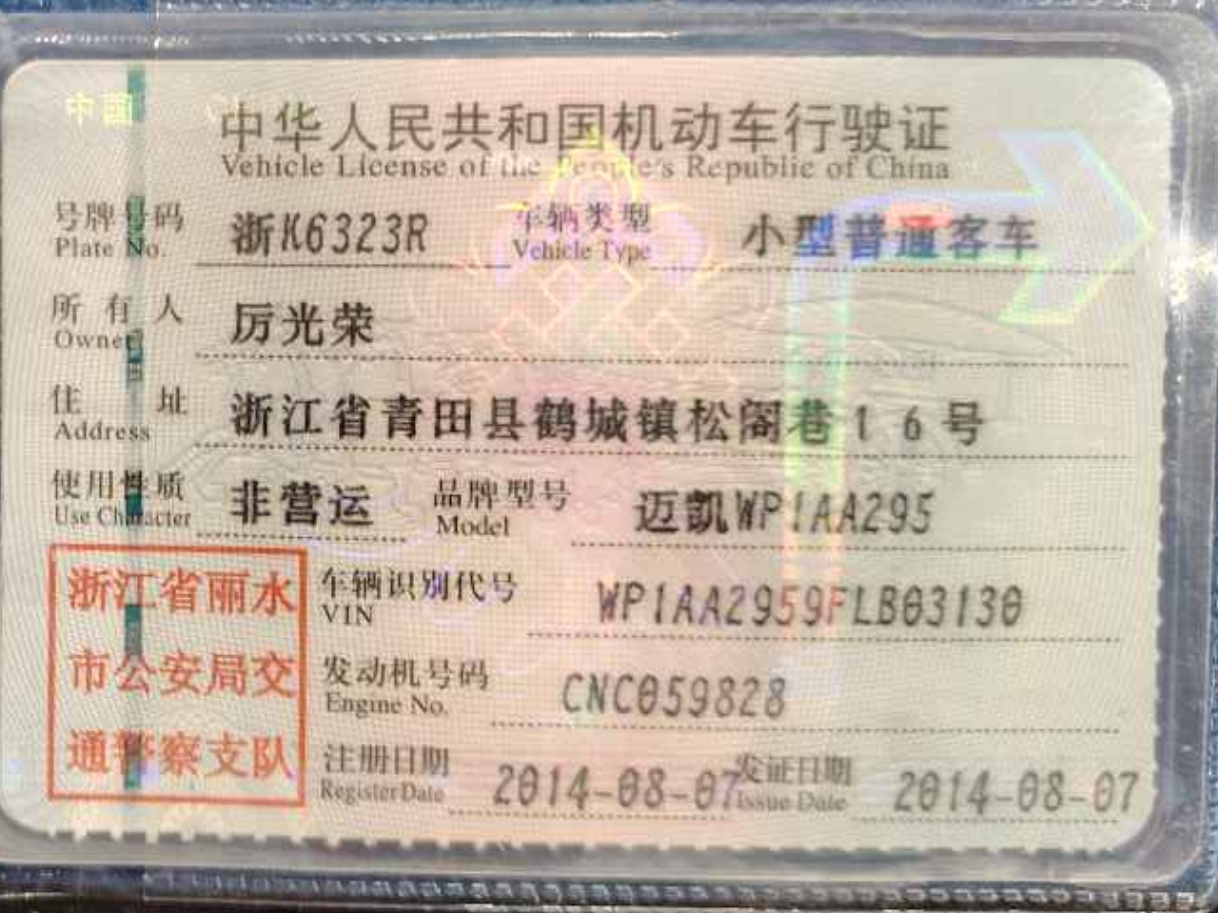 中国
中华人民共和国机动车行驶证
Vehicle License of the People's Republic of China
号牌号码 浙K6323R 车辆类型 小型普通客车
Plate No. Vehicle Type
所有人 厉光荣
Owner
住址 浙江省青田县鹤城镇松阁巷16号
Address
使用性质 非营运 品牌型号 迈凯WP1AA295
Use Character Model
浙江省丽水
市公安局交
通警察支队
车辆识别代号 WP1AA2959FLB03130
VIN
发动机号码 CNC059828
Engine No.
注册日期 2014-08-07 发证日期 2014-08-07
Register Date Issue Date